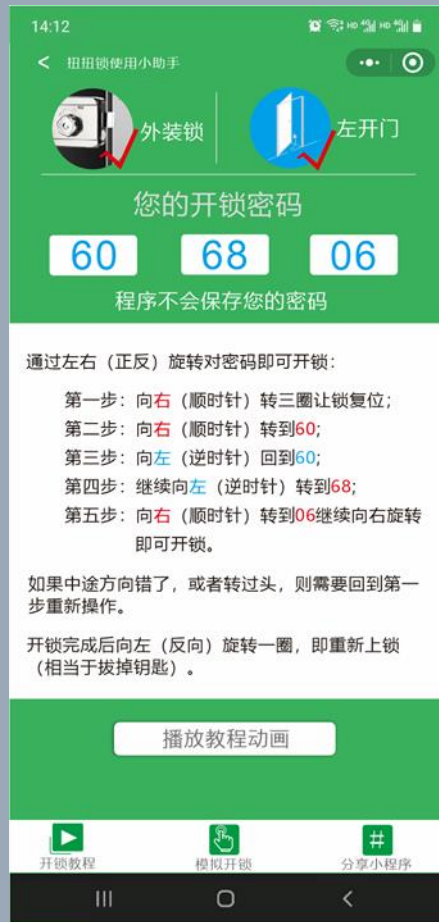 14:12
HD 4G HD 4G
扭扭锁使用小助手
外装锁
左开门
您的开锁密码
60 68 06
程序不会保存您的密码
通过左右（正反）旋转对密码即可开锁：
第一步：向右（顺时针）转三圈让锁复位；
第二步：向右（顺时针）转到60；
第三步：向左（逆时针）回到60；
第四步：继续向左（逆时针）转到68；
第五步：向右（顺时针）转到06继续向右旋转
即可开锁。
如果中途方向错了，或者转过头，则需要回到第一
步重新操作。
开锁完成后向左（反向）旋转一圈，即重新上锁
（相当于拔掉钥匙）。
播放教程动画
开锁教程 模拟开锁 分享小程序